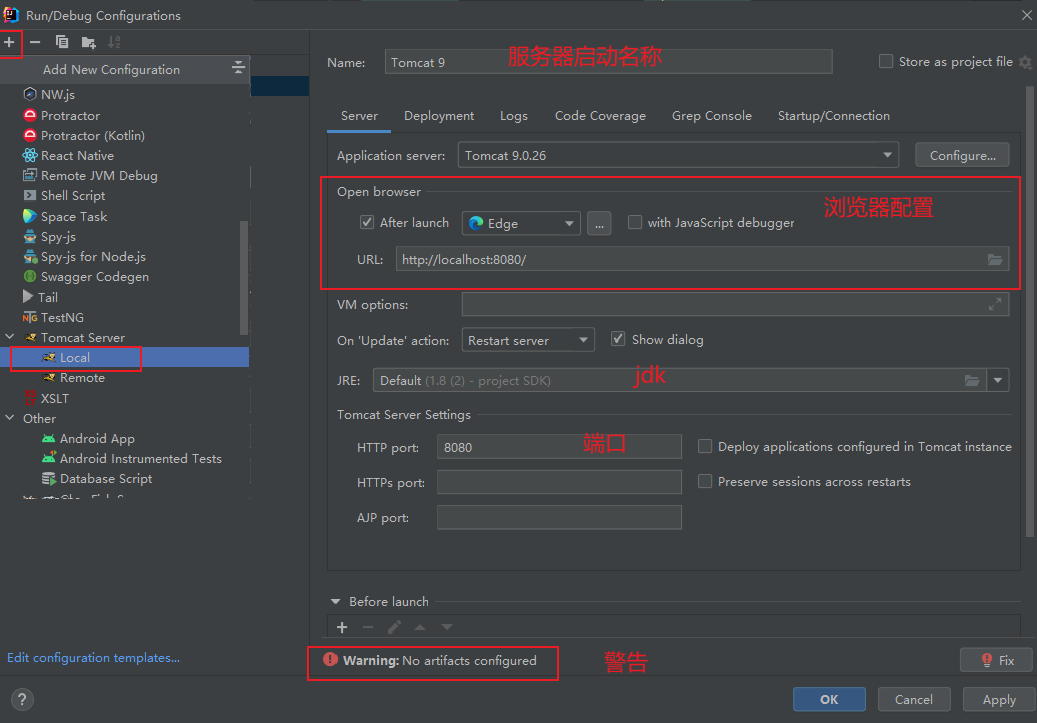 Run/Debug Configurations
Add New Configuration
NW.js
Protractor
Protractor (Kotlin)
React Native
Remote JVM Debug
Shell Script
Space Task
Spy-js
Spy-js for Node.js
Swagger Codegen
Tail
TestNG
Tomcat Server
Local
Remote
XSLT
Other
Android App
Android Instrumented Tests
Database Script
Edit configuration templates...
Name: Tomcat 9 服务器启动名称 Store as project file
Server Deployment Logs Code Coverage Grep Console Startup/Connection
Application server: Tomcat 9.0.26 Configure...
Open browser 浏览器配置
After launch Edge ... with JavaScript debugger
URL: http://localhost:8080/
VM options:
On 'Update' action: Restart server Show dialog
JRE: Default (1.8 (2) - project SDK) jdk
Tomcat Server Settings
HTTP port: 8080 端口 Deploy applications configured in Tomcat instance
HTTPs port: Preserve sessions across restarts
AJP port:
Before launch
Warning: No artifacts configured 警告 Fix
? OK Cancel Apply